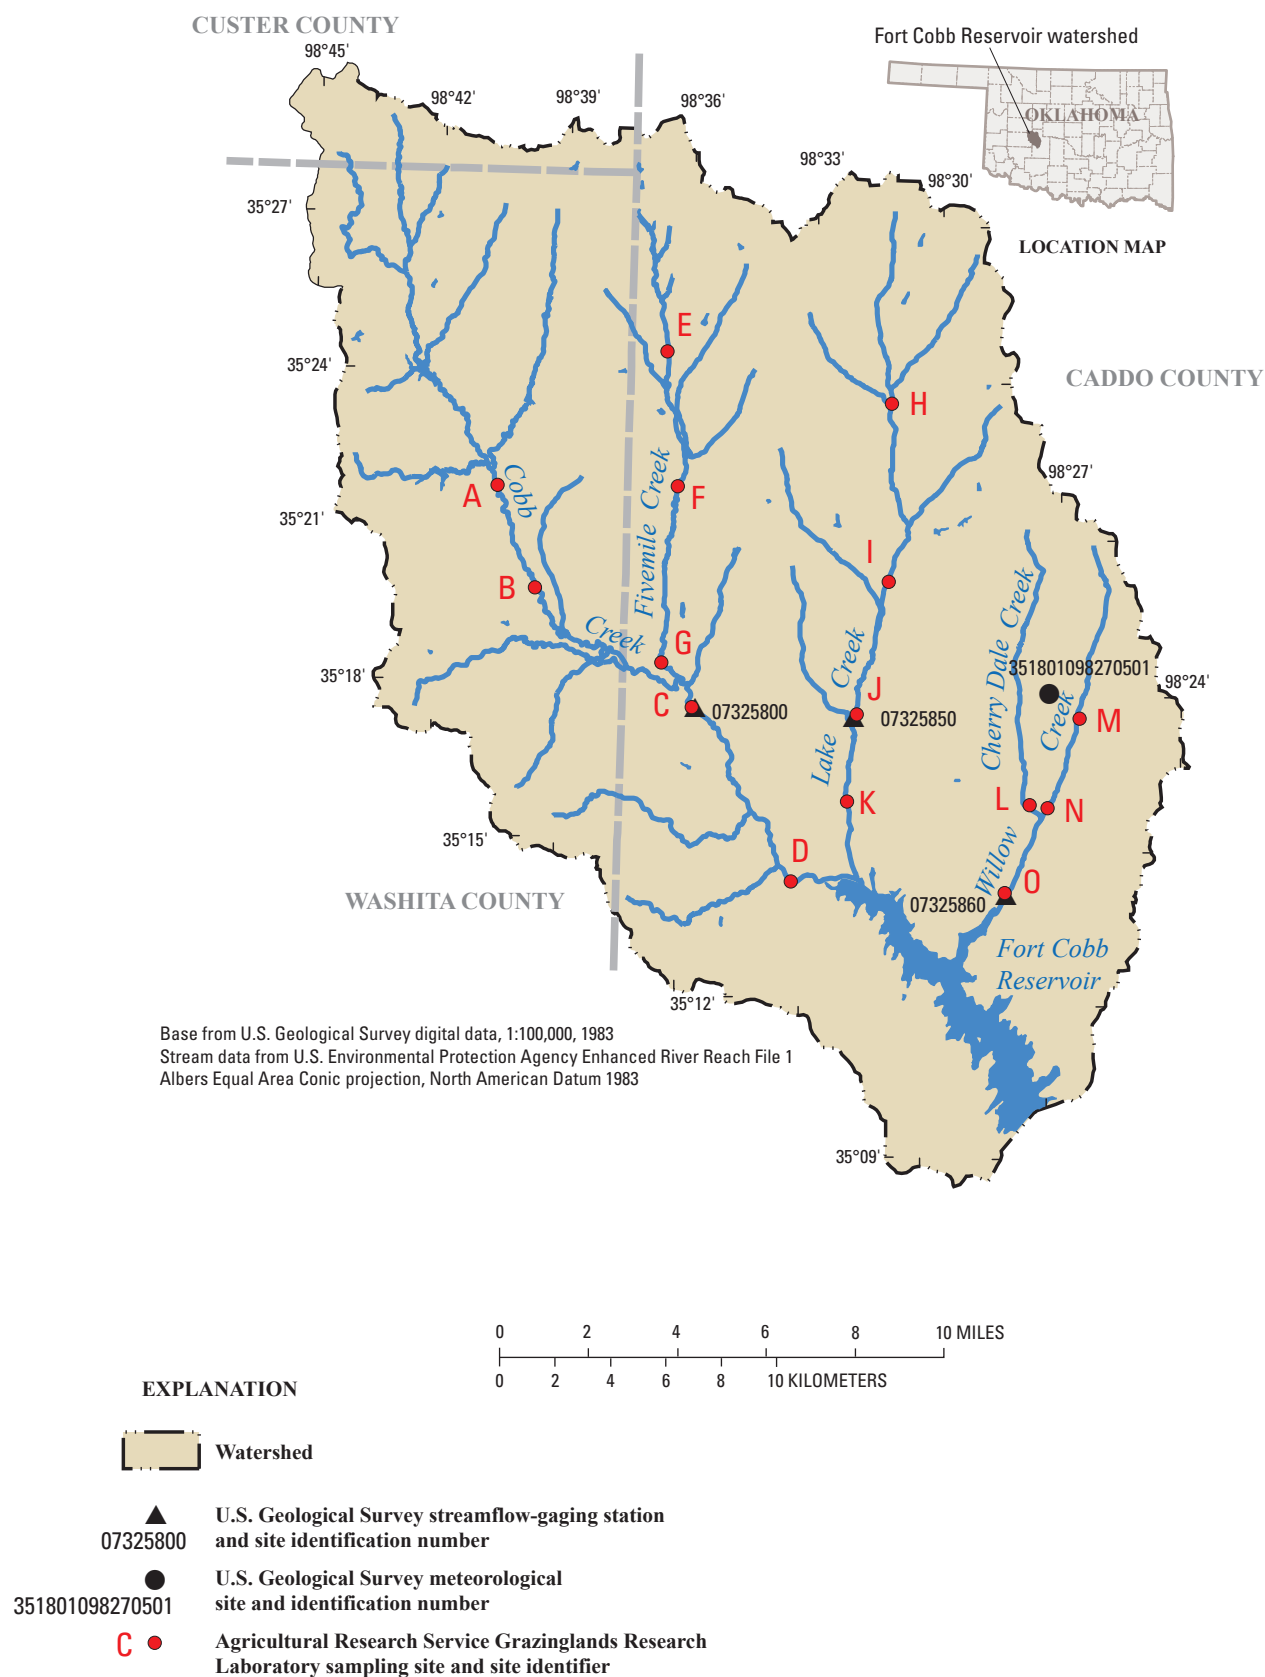 CUSTER COUNTY
Fort Cobb Reservoir watershed
98°45'
98°42'
98°39'
98°36'
98°33'
98°30'
OKLAHOMA
LOCATION MAP
35°27'
E
35°24'
CADDO COUNTY
H
98°27'
A
Cobb
F
35°21'
I
B
Fivemile Creek
Creek
G
Cherry Dale Creek
351801098270501
35°18'
98°24'
C
07325800
Creek
J
07325850
Creek
M
Lake
K
L
N
35°15'
D
Willow
O
WASHITA COUNTY
07325860
Fort Cobb
Reservoir
35°12'
Base from U.S. Geological Survey digital data, 1:100,000, 1983
Stream data from U.S. Environmental Protection Agency Enhanced River Reach File 1
Albers Equal Area Conic projection, North American Datum 1983
35°09'
0 2 4 6 8 10 MILES
0 2 4 6 8 10 KILOMETERS
EXPLANATION
Watershed
U.S. Geological Survey streamflow-gaging station
07325800 and site identification number
U.S. Geological Survey meteorological
351801098270501 site and identification number
C Agricultural Research Service Grazinglands Research
Laboratory sampling site and site identifier